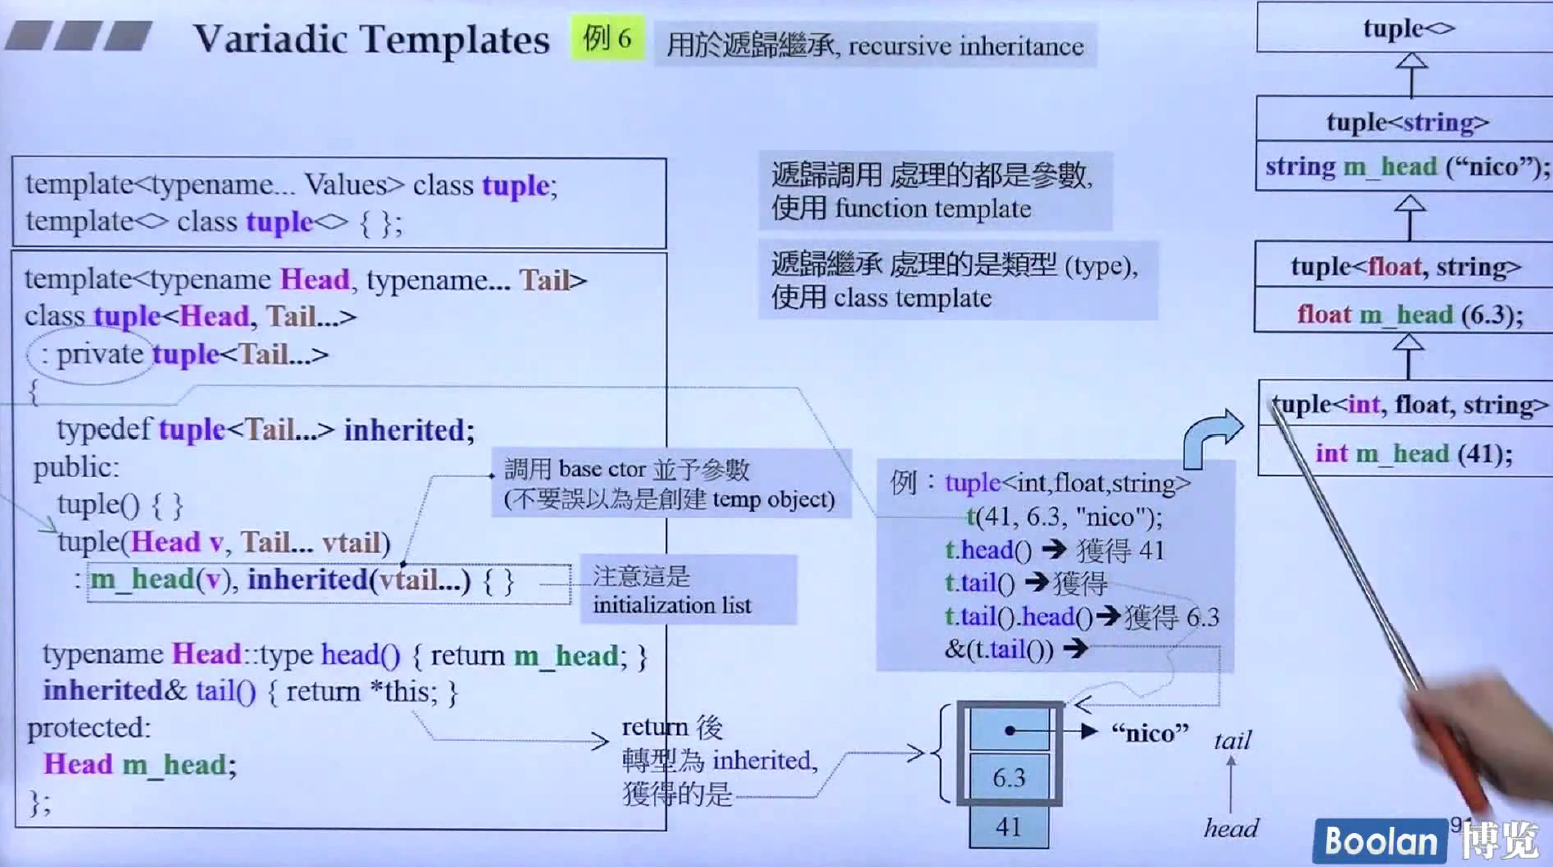 Variadic Templates
例 6
用於遞歸繼承, recursive inheritance
template<typename... Values> class tuple;
template<> class tuple<> { };
template<typename Head, typename... Tail>
class tuple<Head, Tail...>
: private tuple<Tail...>
{
typedef tuple<Tail...> inherited;
public:
tuple() { }
tuple(Head v, Tail... vtail)
: m_head(v), inherited(vtail...) { }
typename Head::type head() { return m_head; }
inherited& tail() { return *this; }
protected:
Head m_head;
};
調用 base ctor 並予參數
(不要誤以為是創建 temp object)
注意這是
initialization list
return 後
轉型為 inherited,
獲得的是
遞歸調用 處理的都是參數,
使用 function template
遞歸繼承 處理的是類型 (type),
使用 class template
例：tuple<int,float,string>
t(41, 6.3, "nico");
t.head() ➔ 獲得 41
t.tail() ➔獲得
t.tail().head()➔獲得 6.3
&(t.tail()) ➔
"nico"
6.3
41
tail
head
tuple<>
tuple<string>
string m_head (“nico”);
tuple<float, string>
float m_head (6.3);
tuple<int, float, string>
int m_head (41);
Boolan 博览